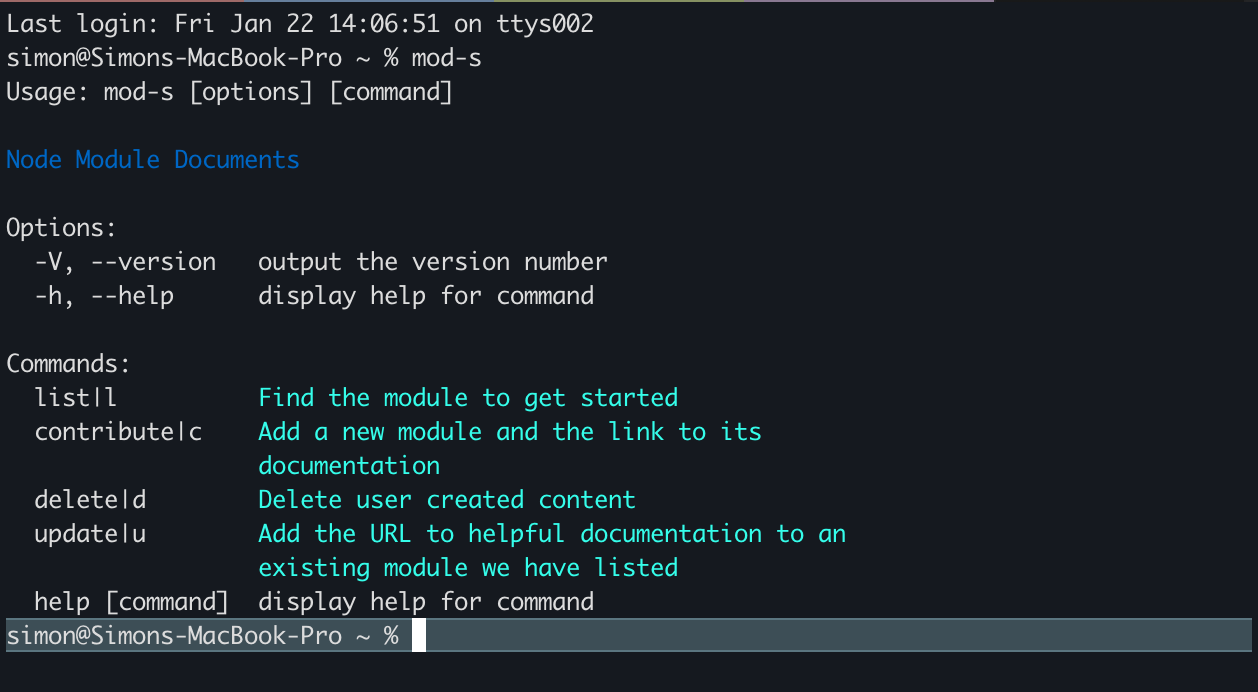 Last login: Fri Jan 22 14:06:51 on ttys002
simon@Simons-MacBook-Pro ~ % mod-s
Usage: mod-s [options] [command]
Node Module Documents
Options:
-V, --version output the version number
-h, --help display help for command
Commands:
list|l Find the module to get started
contribute|c Add a new module and the link to its
documentation
delete|d Delete user created content
update|u Add the URL to helpful documentation to an
existing module we have listed
help [command] display help for command
simon@Simons-MacBook-Pro ~ %